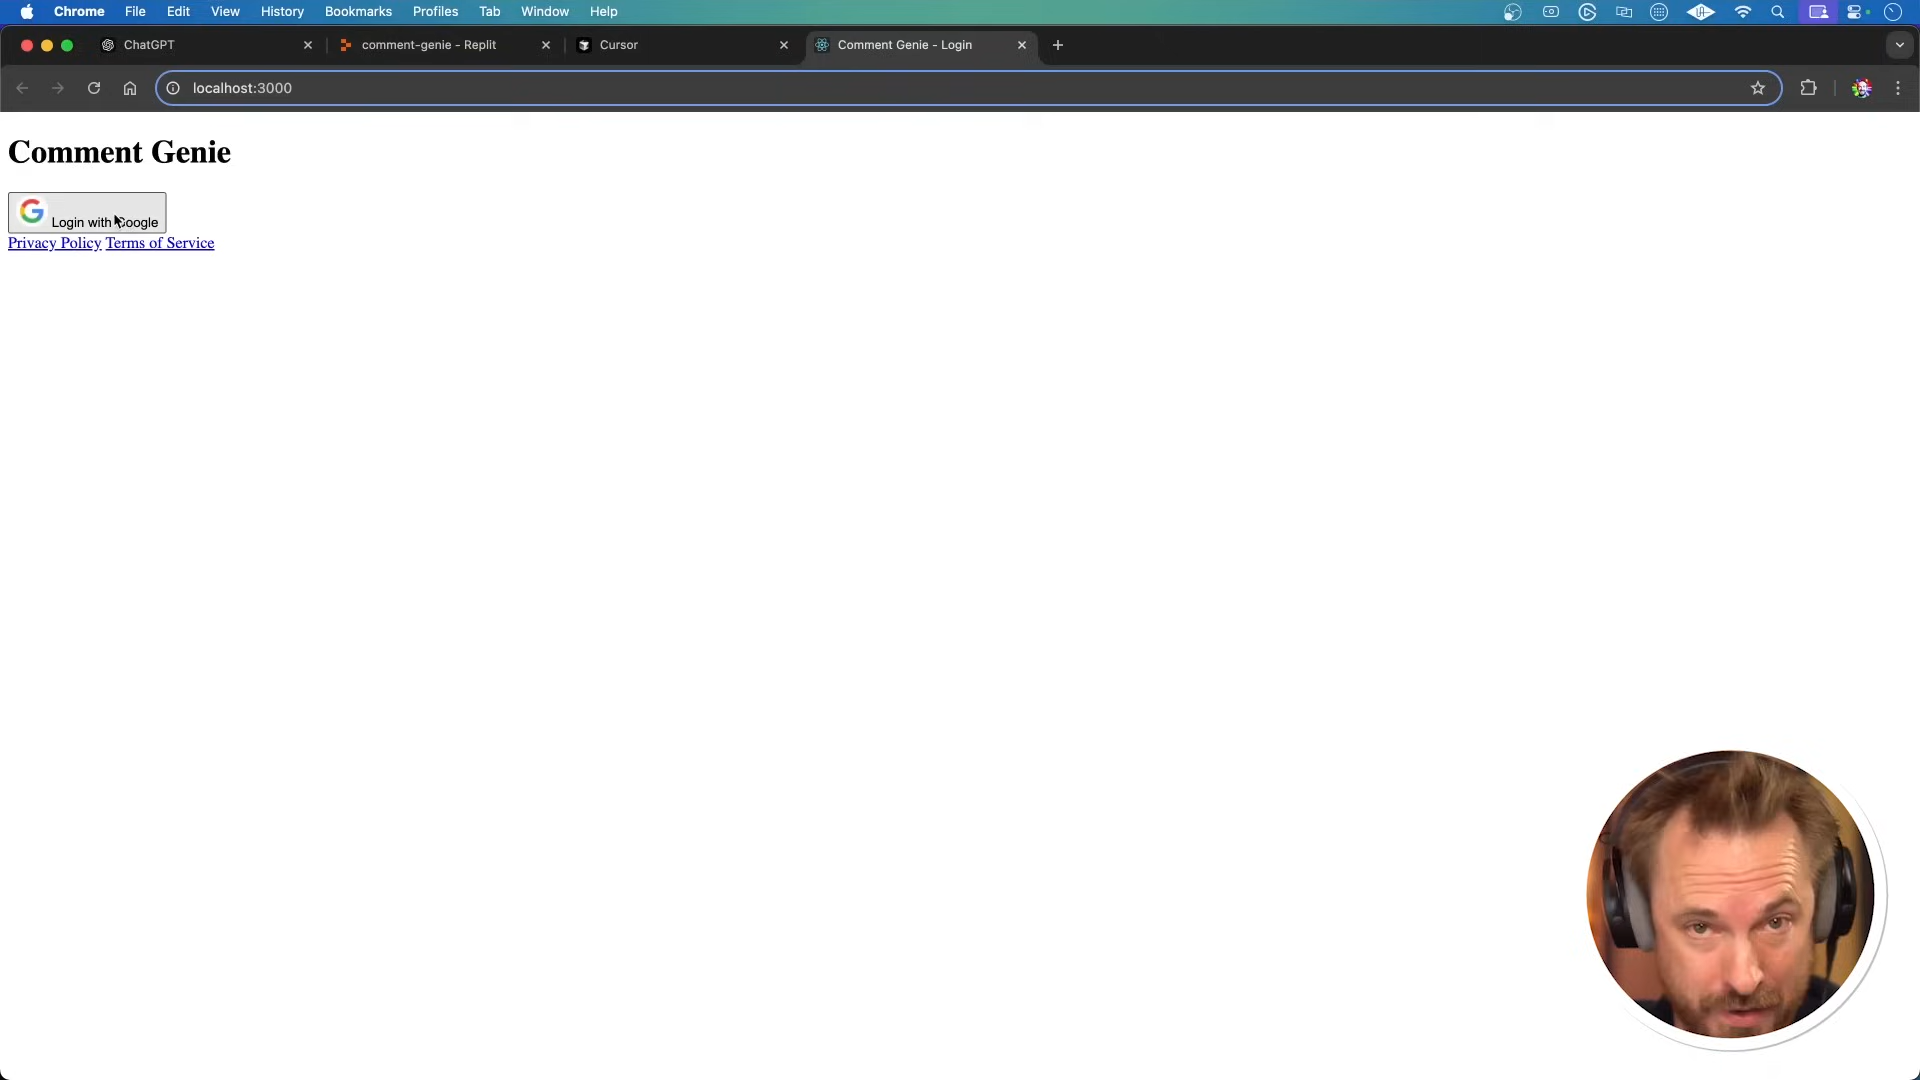 Chrome File Edit View History Bookmarks Profiles Tab Window Help
ChatGPT comment-genie - Replit Cursor Comment Genie - Login
localhost:3000
Comment Genie
Login with Google
Privacy Policy Terms of Service